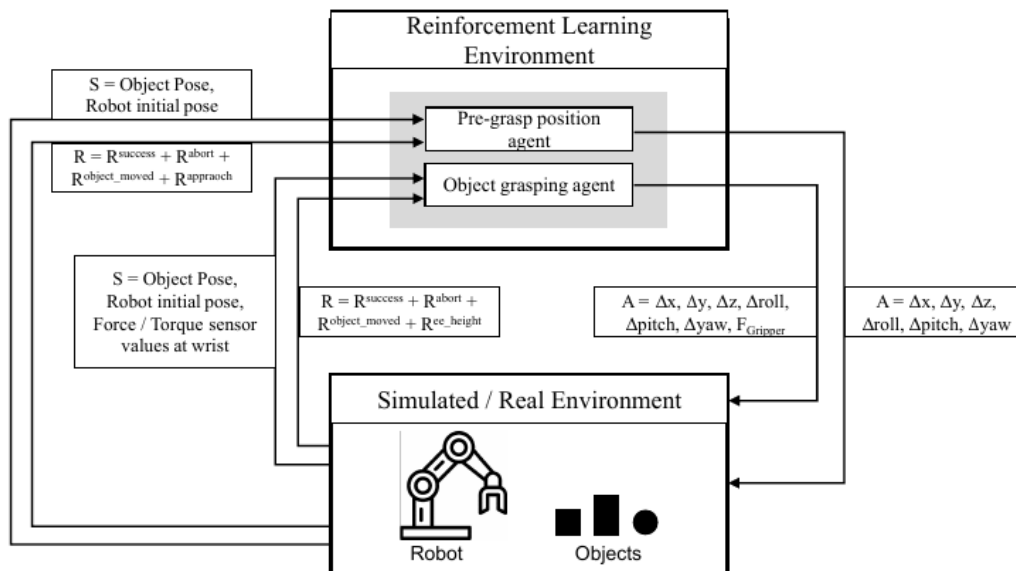 Reinforcement Learning
Environment
S = Object Pose,
Robot initial pose
Pre-grasp position
agent
R = R^success + R^abort +
R^object_moved + R^appraoch
Object grasping agent
S = Object Pose,
Robot initial pose,
Force / Torque sensor
values at wrist
R = R^success + R^abort +
R^object_moved + R^ee_height
A = Δx, Δy, Δz, Δroll,
Δpitch, Δyaw, F_Gripper
A = Δx, Δy, Δz,
Δroll, Δpitch, Δyaw
Simulated / Real Environment
Robot
Objects